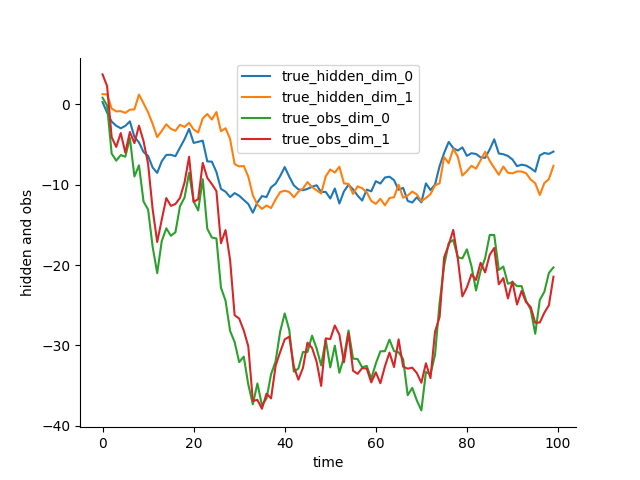 true_hidden_dim_0
true_hidden_dim_1
true_obs_dim_0
true_obs_dim_1
hidden and obs
0
−10
−20
−30
−40
0
20
40
60
80
100
time